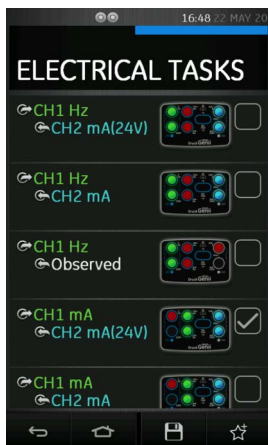 16:48 22 MAY 20
ELECTRICAL TASKS
CH1 Hz
CH2 mA(24V)
CH1 Hz
CH2 mA
CH1 Hz
Observed
CH1 mA
CH2 mA(24V)
CH1 mA
CH2 mA